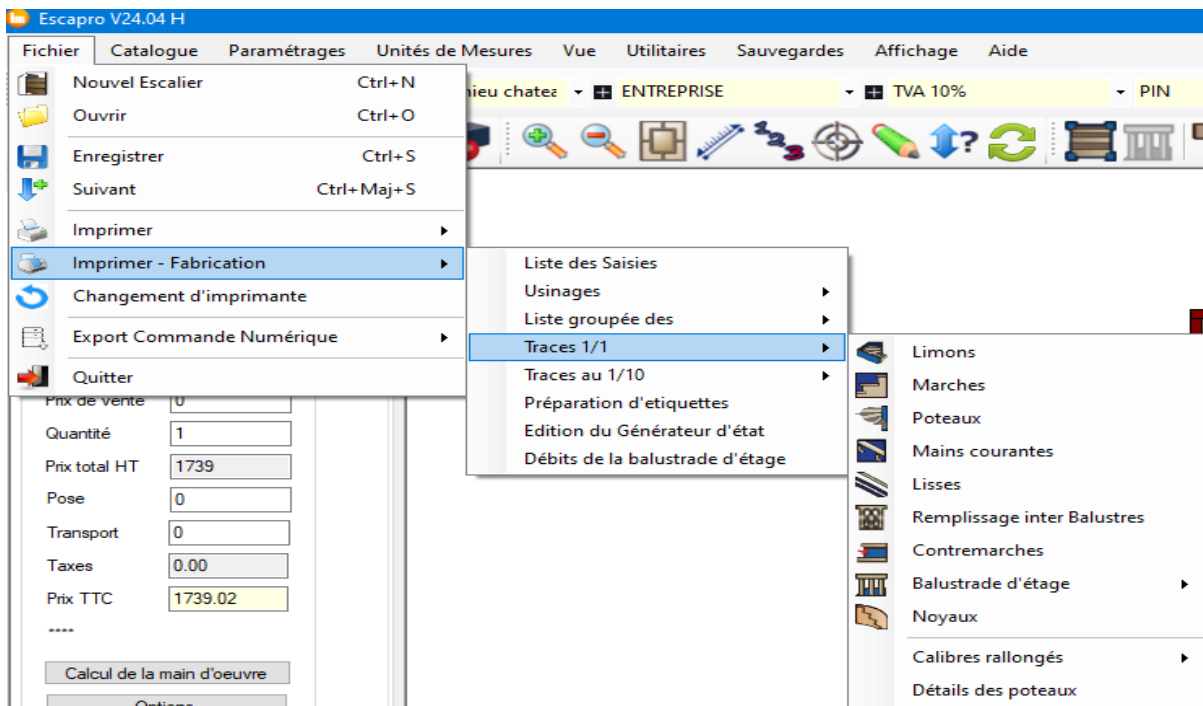 Escapro V24.04 H
Fichier Catalogue Paramétrages Unités de Mesures Vue Utilitaires Sauvegardes Affichage Aide
Nouvel Escalier Ctrl+N
ENTREPRISE TVA 10% PIN
Ouvrir Ctrl+O
Enregistrer Ctrl+S
Suivant Ctrl+Maj+S
Imprimer
Imprimer - Fabrication
Changement d'imprimante
Export Commande Numérique
Quitter
Liste des Saisies
Usinages
Liste groupée des
Traces 1/1
Traces au 1/10
Préparation d'etiquettes
Edition du Générateur d'état
Débits de la balustrade d'étage
Limons
Marches
Poteaux
Mains courantes
Lisses
Remplissage inter Balustres
Contremarches
Balustrade d'étage
Noyaux
Calibres rallongés
Détails des poteaux
Prix de vente 0
Quantité 1
Prix total HT 1739
Pose 0
Transport 0
Taxes 0.00
Prix TTC 1739.02
****
Calcul de la main d'oeuvre